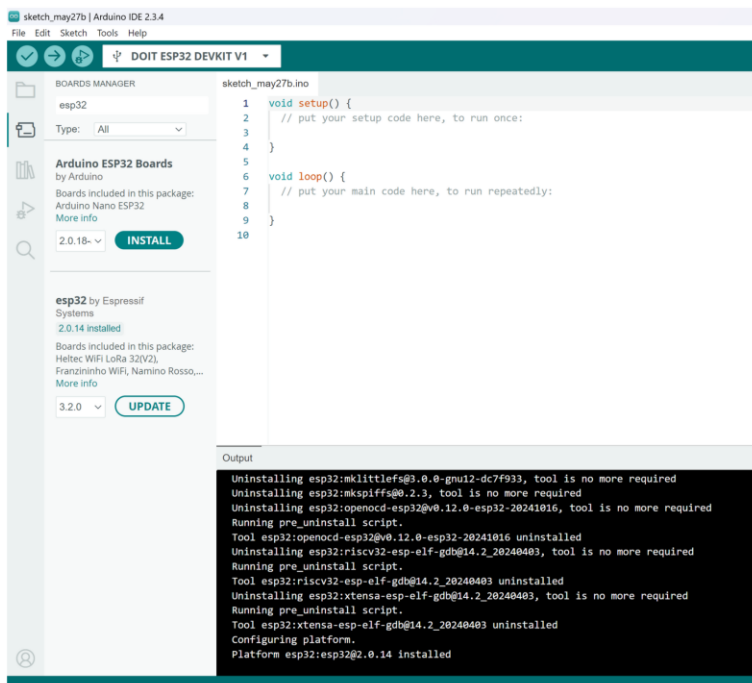 sketch_may27b | Arduino IDE 2.3.4
File Edit Sketch Tools Help
DOIT ESP32 DEVKIT V1
BOARDS MANAGER
esp32
Type: All
Arduino ESP32 Boards
by Arduino
Boards included in this package:
Arduino Nano ESP32
More info
2.0.18- INSTALL
esp32 by Espressif
Systems
2.0.14 installed
Boards included in this package:
Heltec WiFi LoRa 32(V2),
Franzininho WiFi, Namino Rosso,...
More info
3.2.0 UPDATE
sketch_may27b.ino
1 void setup() {
2 // put your setup code here, to run once:
3
4 }
5
6 void loop() {
7 // put your main code here, to run repeatedly:
8
9 }
10
Output
Uninstalling esp32:mklittlefs@3.0.0-gnu12-dc7f933, tool is no more required
Uninstalling esp32:mkspiffs@0.2.3, tool is no more required
Uninstalling esp32:openocd-esp32@v0.12.0-esp32-20241016, tool is no more required
Running pre_uninstall script.
Tool esp32:openocd-esp32@v0.12.0-esp32-20241016 uninstalled
Uninstalling esp32:riscv32-esp-elf-gdb@14.2_20240403, tool is no more required
Running pre_uninstall script.
Tool esp32:riscv32-esp-elf-gdb@14.2_20240403 uninstalled
Uninstalling esp32:xtensa-esp-elf-gdb@14.2_20240403, tool is no more required
Running pre_uninstall script.
Tool esp32:xtensa-esp-elf-gdb@14.2_20240403 uninstalled
Configuring platform.
Platform esp32:esp32@2.0.14 installed